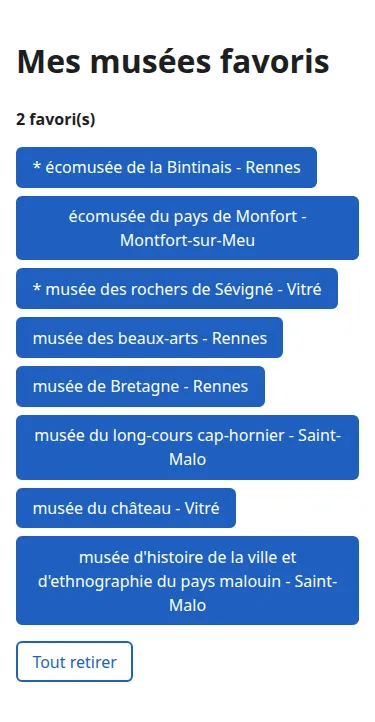 Mes musées favoris
2 favori(s)
* écomusée de la Bintinais - Rennes
écomusée du pays de Monfort -
Montfort-sur-Meu
* musée des rochers de Sévigné - Vitré
musée des beaux-arts - Rennes
musée de Bretagne - Rennes
musée du long-cours cap-hornier - Saint-
Malo
musée du château - Vitré
musée d'histoire de la ville et
d'ethnographie du pays malouin - Saint-
Malo
Tout retirer